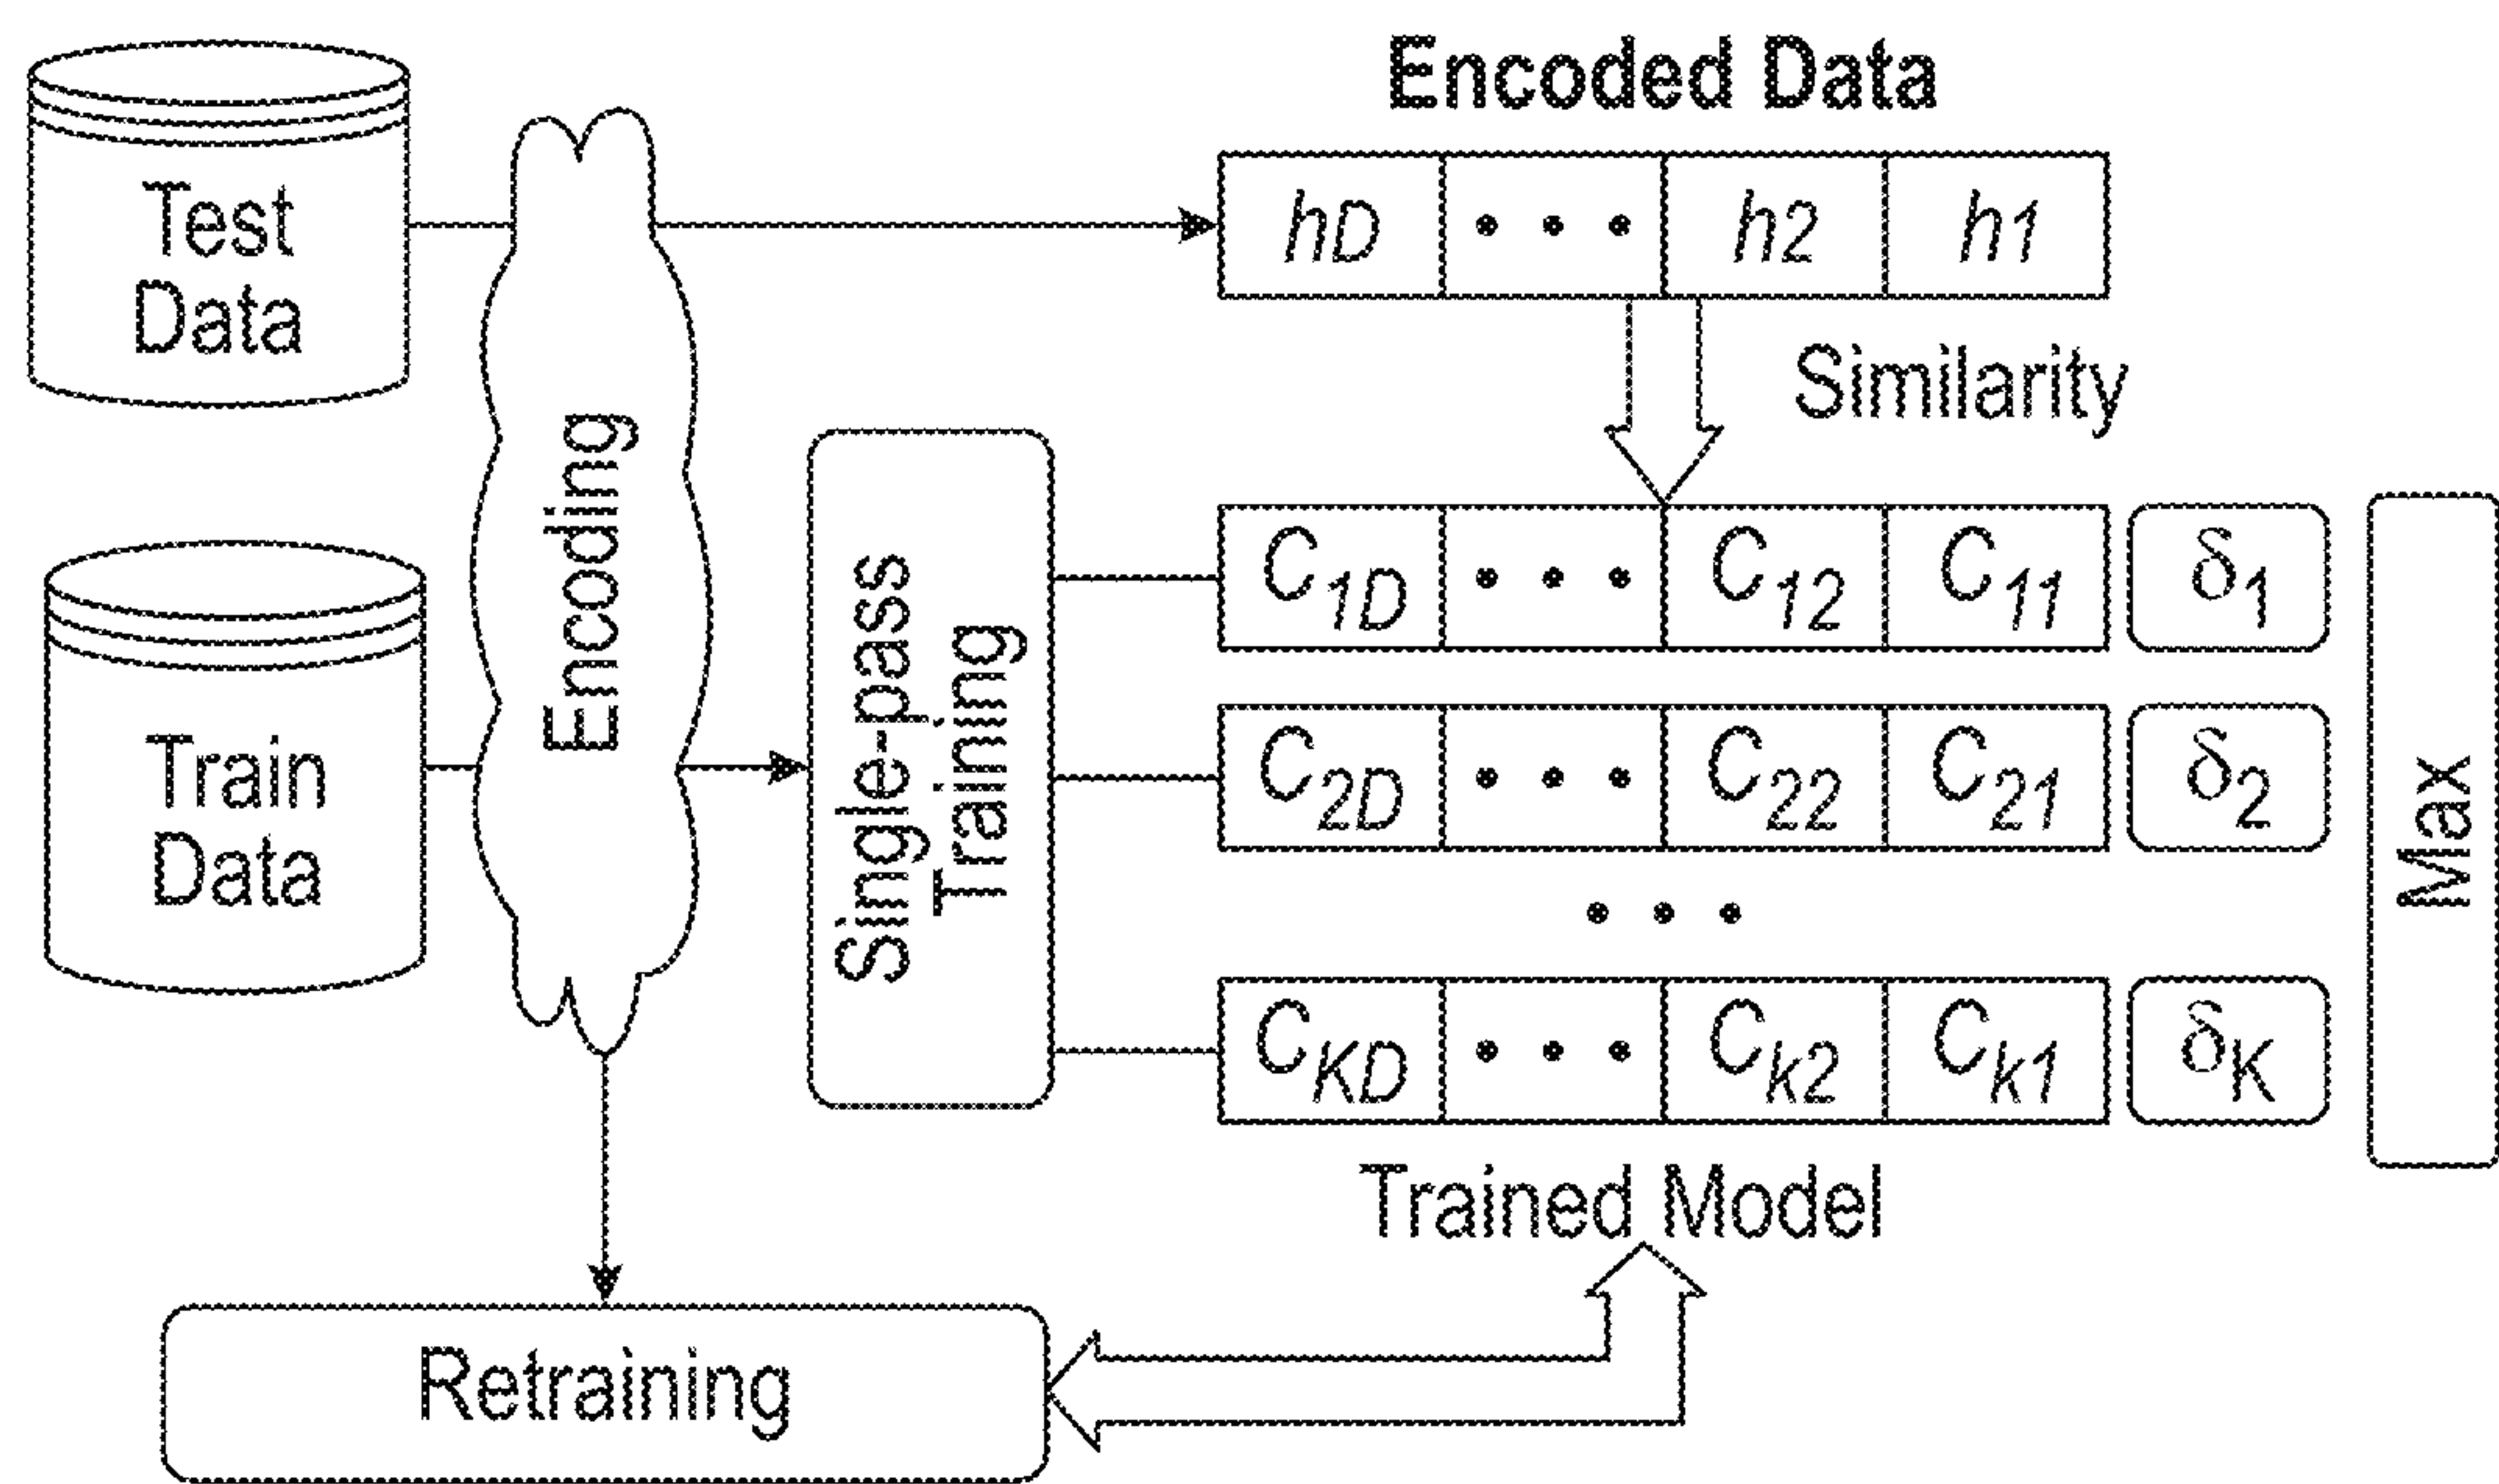 Encoded Data
Test
Data
hD • • • h2 h1
Similarity
Encoding
Single-pass
Training
C1D • • • C12 C11 δ1
Train
Data
C2D • • • C22 C21 δ2
Max
• • •
CKD • • • Ck2 Ck1 δK
Trained Model
Retraining